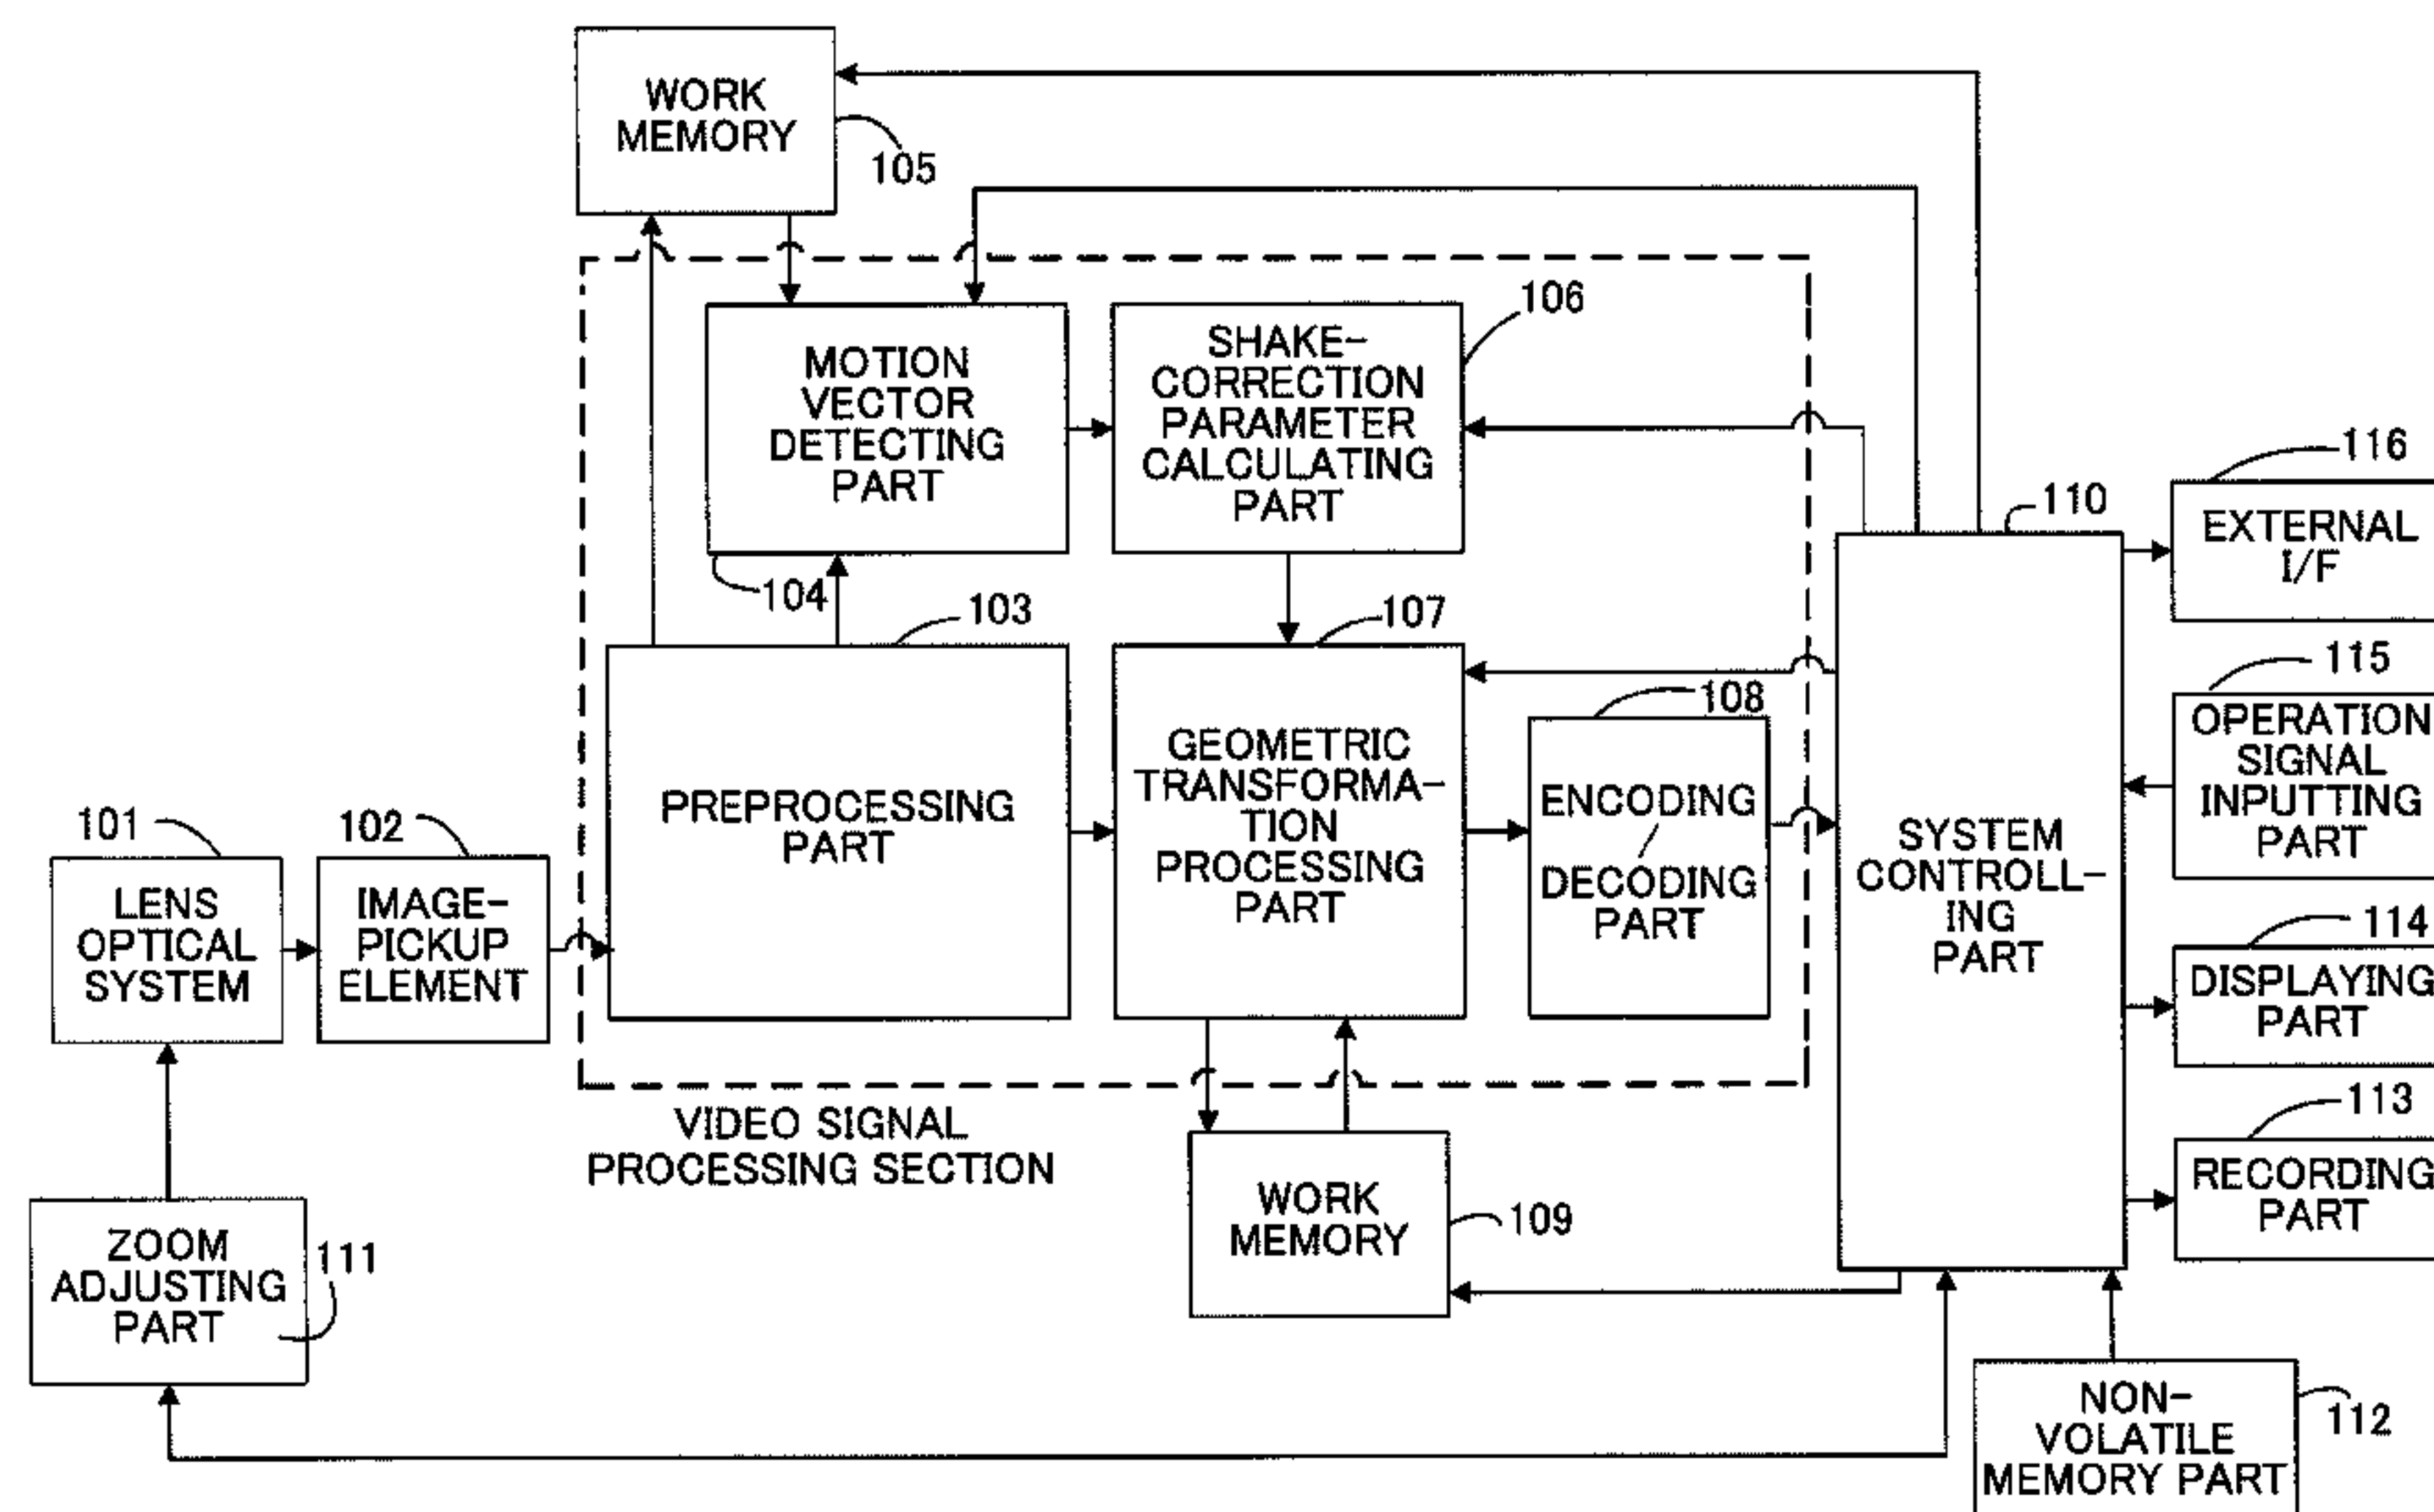 WORK
MEMORY
105
MOTION
VECTOR
DETECTING
PART
104
SHAKE-
CORRECTION
PARAMETER
CALCULATING
PART
106
116
EXTERNAL
I/F
110
103
107
108
115
OPERATION
SIGNAL
INPUTTING
PART
101
LENS
OPTICAL
SYSTEM
102
IMAGE-
PICKUP
ELEMENT
PREPROCESSING
PART
GEOMETRIC
TRANSFORMA-
TION
PROCESSING
PART
ENCODING
/
DECODING
PART
SYSTEM
CONTROLL-
ING
PART
114
DISPLAYING
PART
113
RECORDING
PART
VIDEO SIGNAL
PROCESSING SECTION
WORK
MEMORY
109
ZOOM
ADJUSTING
PART
111
NON-
VOLATILE
MEMORY PART
112